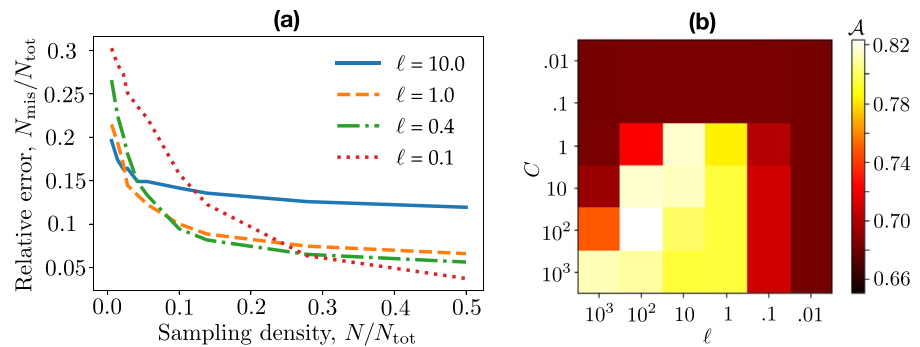 (a)
Relative error, N_mis/N_tot
0.3
0.25
0.2
0.15
0.1
0.05
0.0
0.1
0.2
0.3
0.4
0.5
Sampling density, N/N_tot
ℓ = 10.0
ℓ = 1.0
ℓ = 0.4
ℓ = 0.1
(b)
C
.01
.1
1
10
10²
10³
10³
10²
10
1
.1
.01
ℓ
𝒜
0.82
0.78
0.74
0.70
0.66